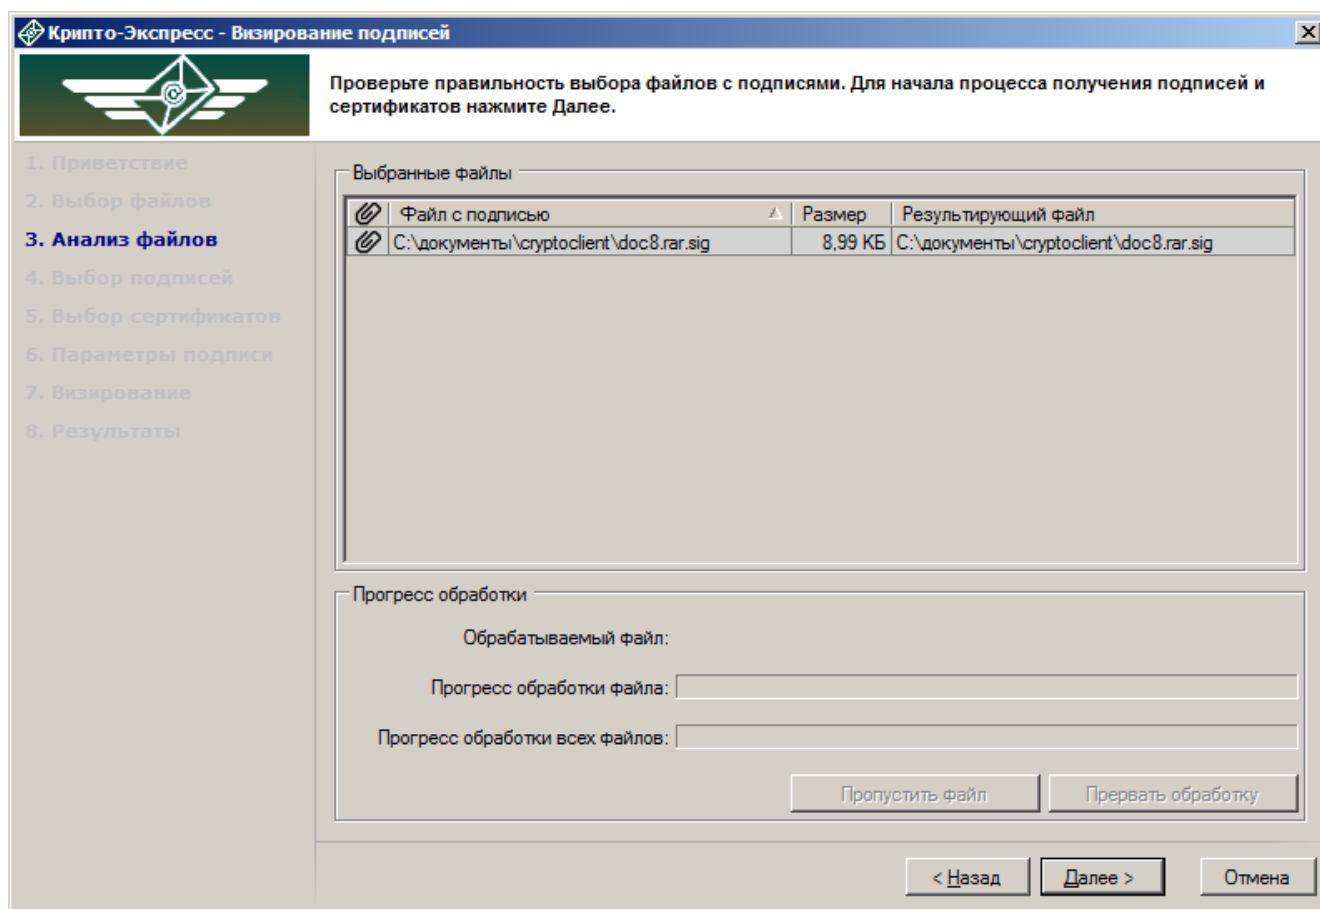 Крипто-Экспресс - Визирование подписей
Проверьте правильность выбора файлов с подписями. Для начала процесса получения подписей и
сертификатов нажмите Далее.
1. Приветствие
2. Выбор файлов
3. Анализ файлов
4. Выбор подписей
5. Выбор сертификатов
6. Параметры подписи
7. Визирование
8. Результаты
Выбранные файлы
Файл с подписью Размер Результирующий файл
C:\документы\cryptoclient\doc8.rar.sig 8,99 КБ C:\документы\cryptoclient\doc8.rar.sig
Прогресс обработки
Обрабатываемый файл:
Прогресс обработки файла:
Прогресс обработки всех файлов:
Пропустить файл Прервать обработку
< Назад Далее > Отмена